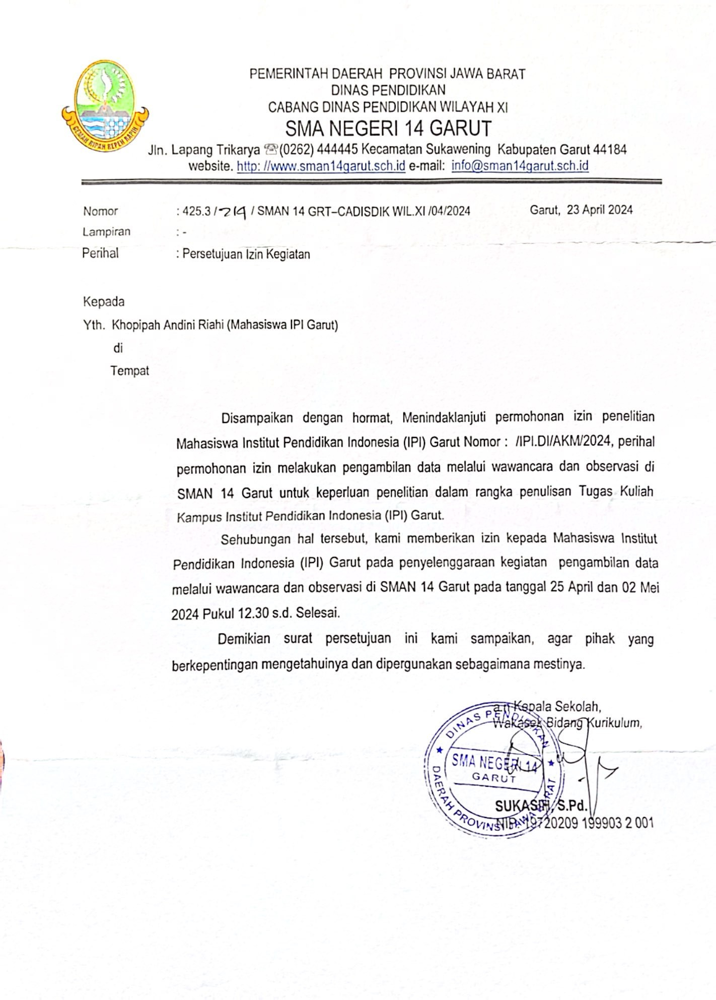 PEMERINTAH DAERAH PROVINSI JAWA BARAT
DINAS PENDIDIKAN
CABANG DINAS PENDIDIKAN WILAYAH XI
SMA NEGERI 14 GARUT
Jln. Lapang Trikarya ☏(0262) 444445 Kecamatan Sukawening Kabupaten Garut 44184
website. http: //www.sman14garut.sch.id e-mail: info@sman14garut.sch.id
GEMAH RIPAH REPEH RAPIH
Nomor : 425.3 /214 / SMAN 14 GRT–CADISDIK WIL.XI /04/2024 Garut, 23 April 2024
Lampiran : -
Perihal : Persetujuan Izin Kegiatan
Kepada
Yth. Khopipah Andini Riahi (Mahasiswa IPI Garut)
di
Tempat
Disampaikan dengan hormat, Menindaklanjuti permohonan izin penelitian
Mahasiswa Institut Pendidikan Indonesia (IPI) Garut Nomor : /IPI.DI/AKM/2024, perihal
permohonan izin melakukan pengambilan data melalui wawancara dan observasi di
SMAN 14 Garut untuk keperluan penelitian dalam rangka penulisan Tugas Kuliah
Kampus Institut Pendidikan Indonesia (IPI) Garut.
Sehubungan hal tersebut, kami memberikan izin kepada Mahasiswa Institut
Pendidikan Indonesia (IPI) Garut pada penyelenggaraan kegiatan pengambilan data
melalui wawancara dan observasi di SMAN 14 Garut pada tanggal 25 April dan 02 Mei
2024 Pukul 12.30 s.d. Selesai.
Demikian surat persetujuan ini kami sampaikan, agar pihak yang
berkepentingan mengetahuinya dan dipergunakan sebagaimana mestinya.
a.n Kepala Sekolah,
Wakasek Bidang Kurikulum,
DINAS PENDIDIKAN
SMA NEGERI 14
GARUT
DAERAH PROVINSI JAWA BARAT
SUKASIH, S.Pd.
NIP. 19720209 199903 2 001